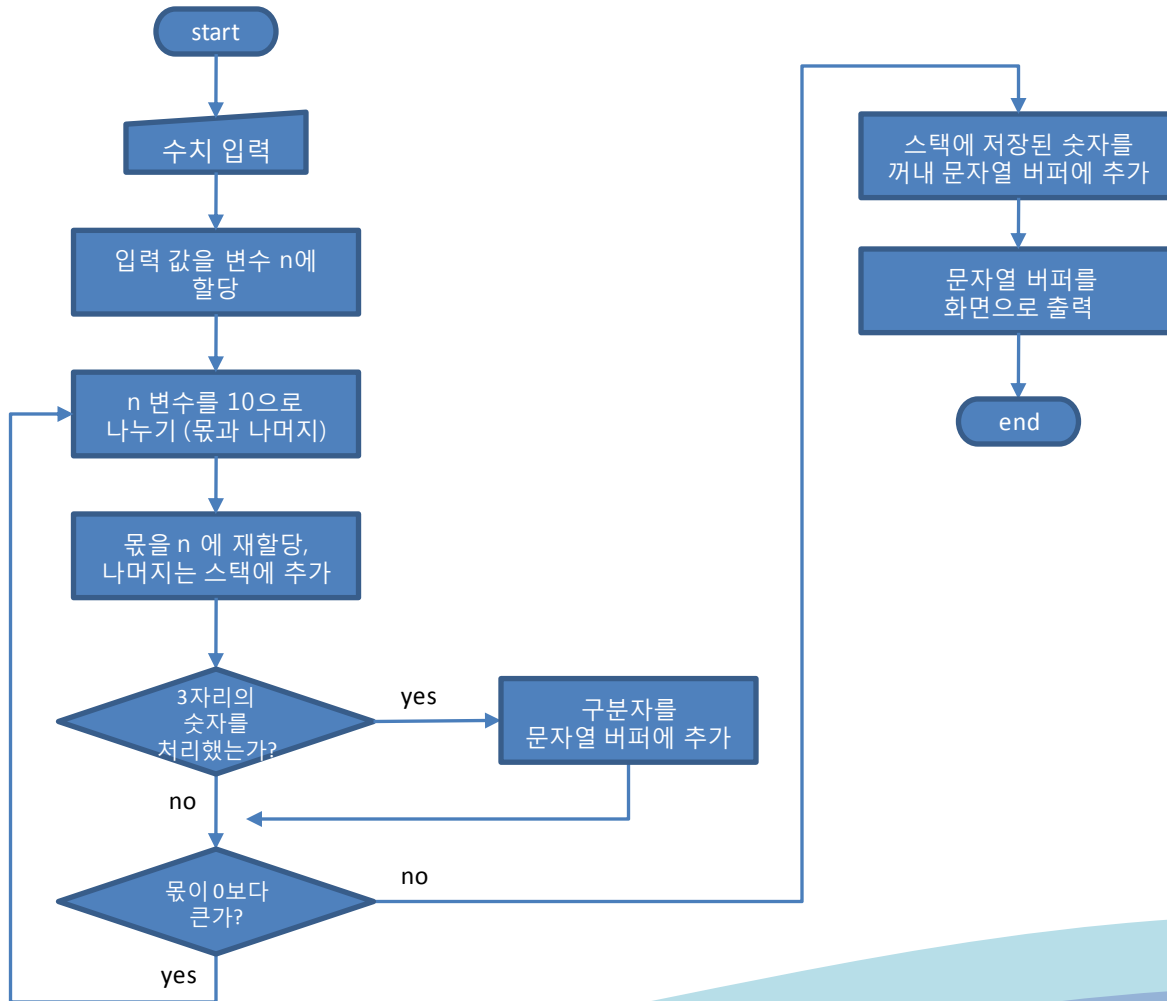 start
수치 입력
입력 값을 변수 n에
할당
n 변수를 10으로
나누기 (몫과 나머지)
몫을 n 에 재할당,
나머지는 스택에 추가
3자리의
숫자를
처리했는가?
yes
구분자를
문자열 버퍼에 추가
no
몫이 0보다
큰가?
no
yes
스택에 저장된 숫자를
꺼내 문자열 버퍼에 추가
문자열 버퍼를
화면으로 출력
end